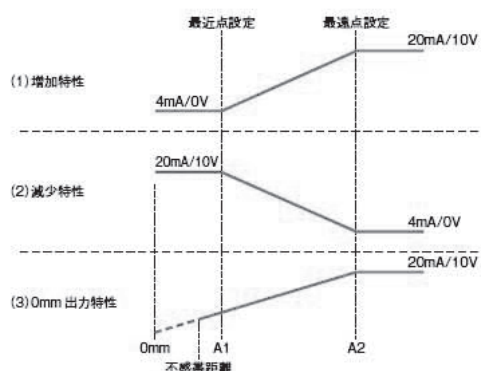 最近点設定 最遠点設定
20mA/10V
(1)増加特性
4mA/0V
20mA/10V
(2)減少特性
4mA/0V
20mA/10V
(3)0mm 出力特性
0mm A1 A2
不感帯距離